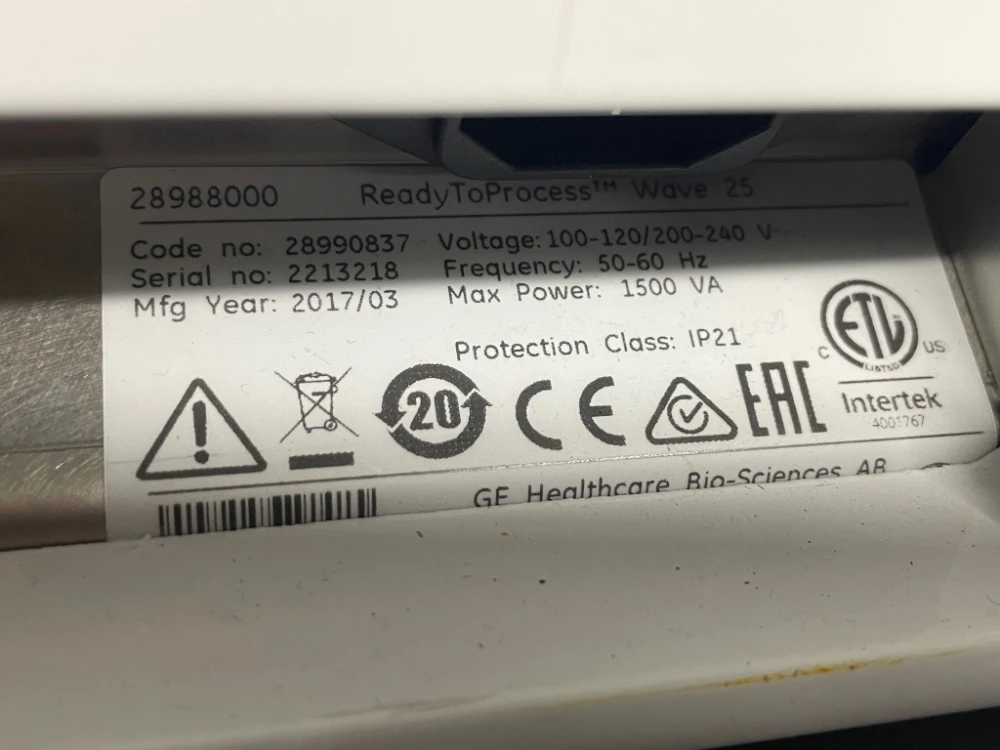 28988000 ReadyToProcess™ Wave 25
Code no: 28990837 Voltage: 100-120/200-240 V~
Serial no: 2213218 Frequency: 50-60 Hz
Mfg Year: 2017/03 Max Power: 1500 VA
Protection Class: IP21
20 CE EAC
C ETL US
LISTED
Intertek
4001767
GE Healthcare Bio-Sciences AB